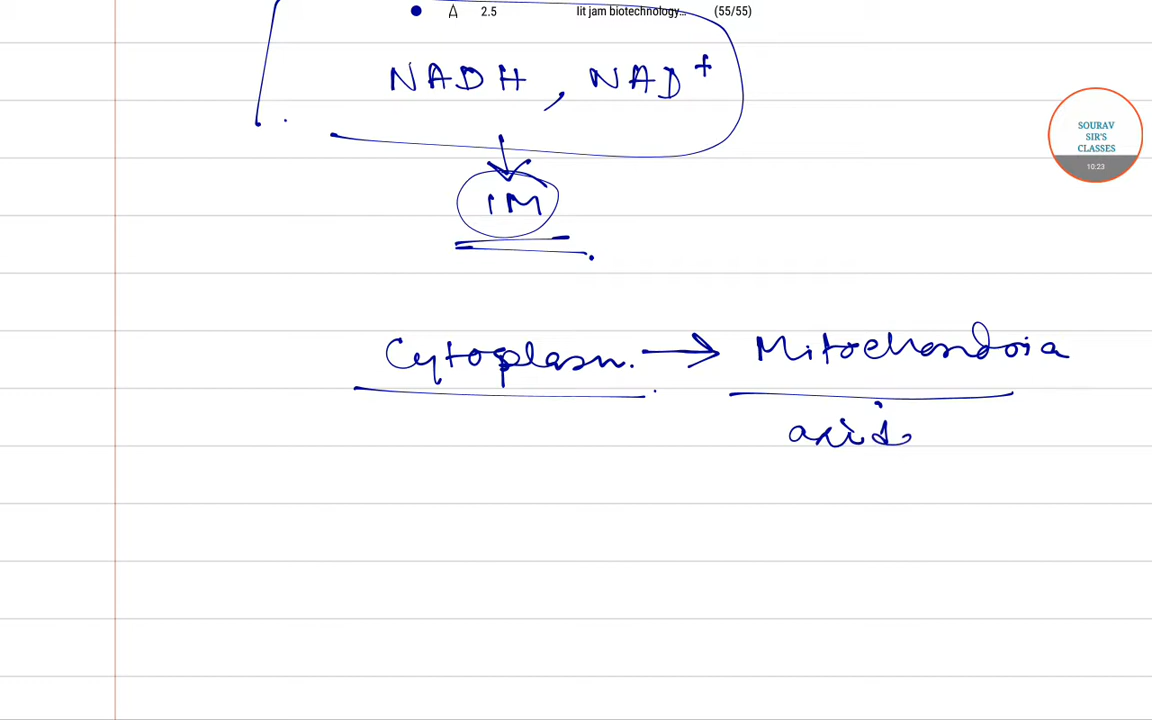 A 2.5 Iit jam biotechnology... (55/55)
NADH, NAD+
SOURAV
SIR'S
CLASSES
10:23
IM
Cytoplasm. → Mitochondria